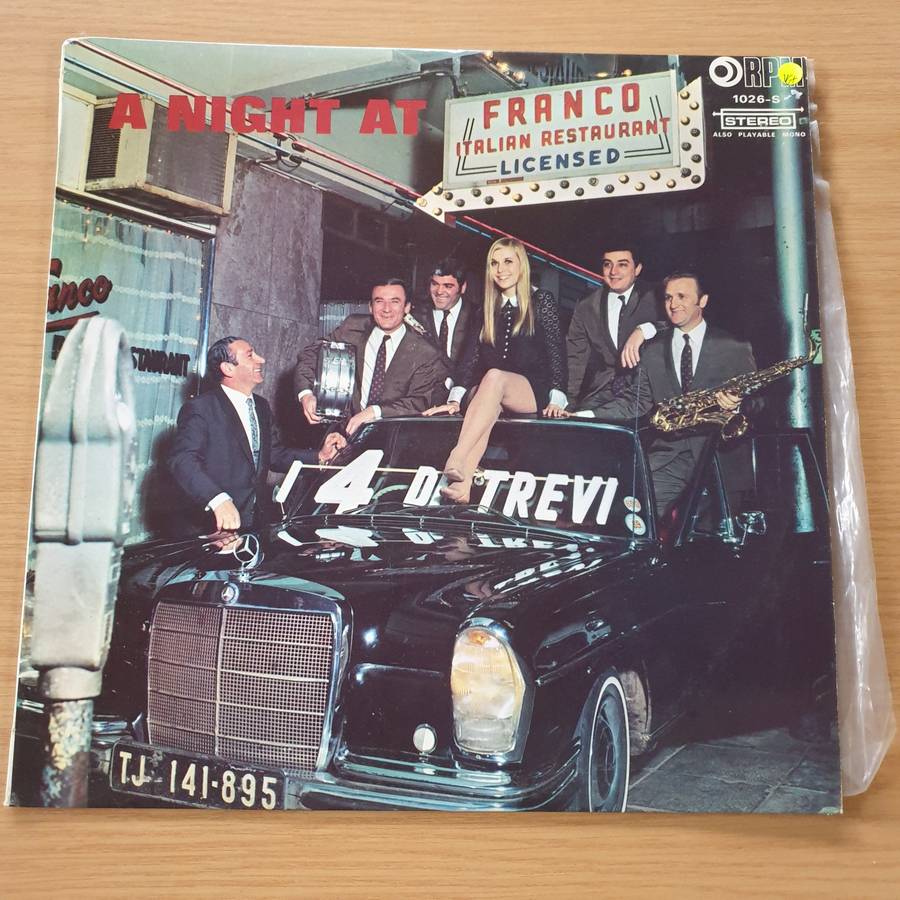 A NIGHT AT
FRANCO
ITALIAN RESTAURANT
LICENSED
RPM
1026-S
STEREO
ALSO PLAYABLE MONO
I 4 DI TREVI
TJ 141-895